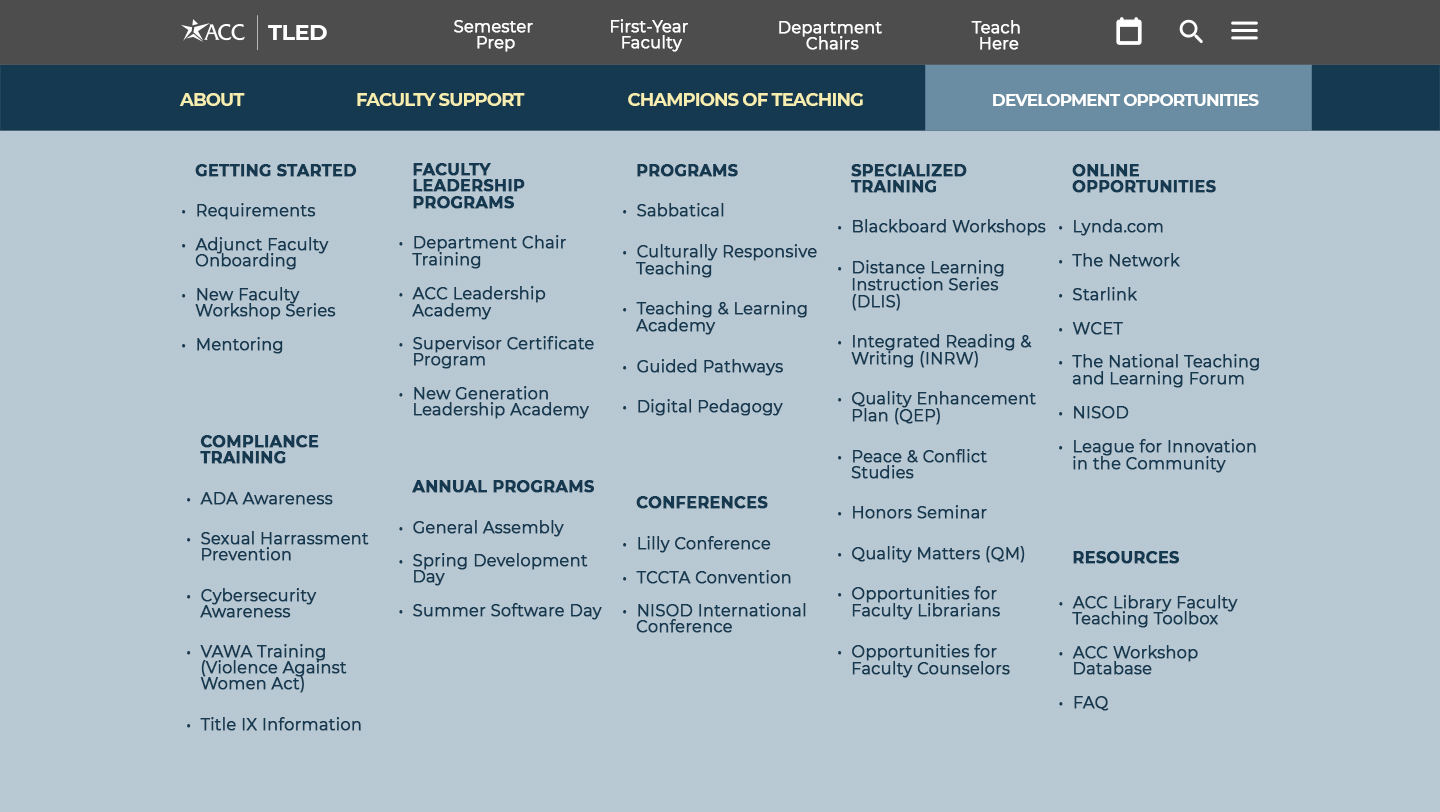 ACC TLED
Semester
Prep
First-Year
Faculty
Department
Chairs
Teach
Here
ABOUT
FACULTY SUPPORT
CHAMPIONS OF TEACHING
DEVELOPMENT OPPORTUNITIES
GETTING STARTED
• Requirements
• Adjunct Faculty
Onboarding
• New Faculty
Workshop Series
• Mentoring
COMPLIANCE
TRAINING
• ADA Awareness
• Sexual Harrassment
Prevention
• Cybersecurity
Awareness
• VAWA Training
(Violence Against
Women Act)
• Title IX Information
FACULTY
LEADERSHIP
PROGRAMS
• Department Chair
Training
• ACC Leadership
Academy
• Supervisor Certificate
Program
• New Generation
Leadership Academy
ANNUAL PROGRAMS
• General Assembly
• Spring Development
Day
• Summer Software Day
PROGRAMS
• Sabbatical
• Culturally Responsive
Teaching
• Teaching & Learning
Academy
• Guided Pathways
• Digital Pedagogy
CONFERENCES
• Lilly Conference
• TCCTA Convention
• NISOD International
Conference
SPECIALIZED
TRAINING
• Blackboard Workshops
• Distance Learning
Instruction Series
(DLIS)
• Integrated Reading &
Writing (INRW)
• Quality Enhancement
Plan (QEP)
• Peace & Conflict
Studies
• Honors Seminar
• Quality Matters (QM)
• Opportunities for
Faculty Librarians
• Opportunities for
Faculty Counselors
ONLINE
OPPORTUNITIES
• Lynda.com
• The Network
• Starlink
• WCET
• The National Teaching
and Learning Forum
• NISOD
• League for Innovation
in the Community
RESOURCES
• ACC Library Faculty
Teaching Toolbox
• ACC Workshop
Database
• FAQ